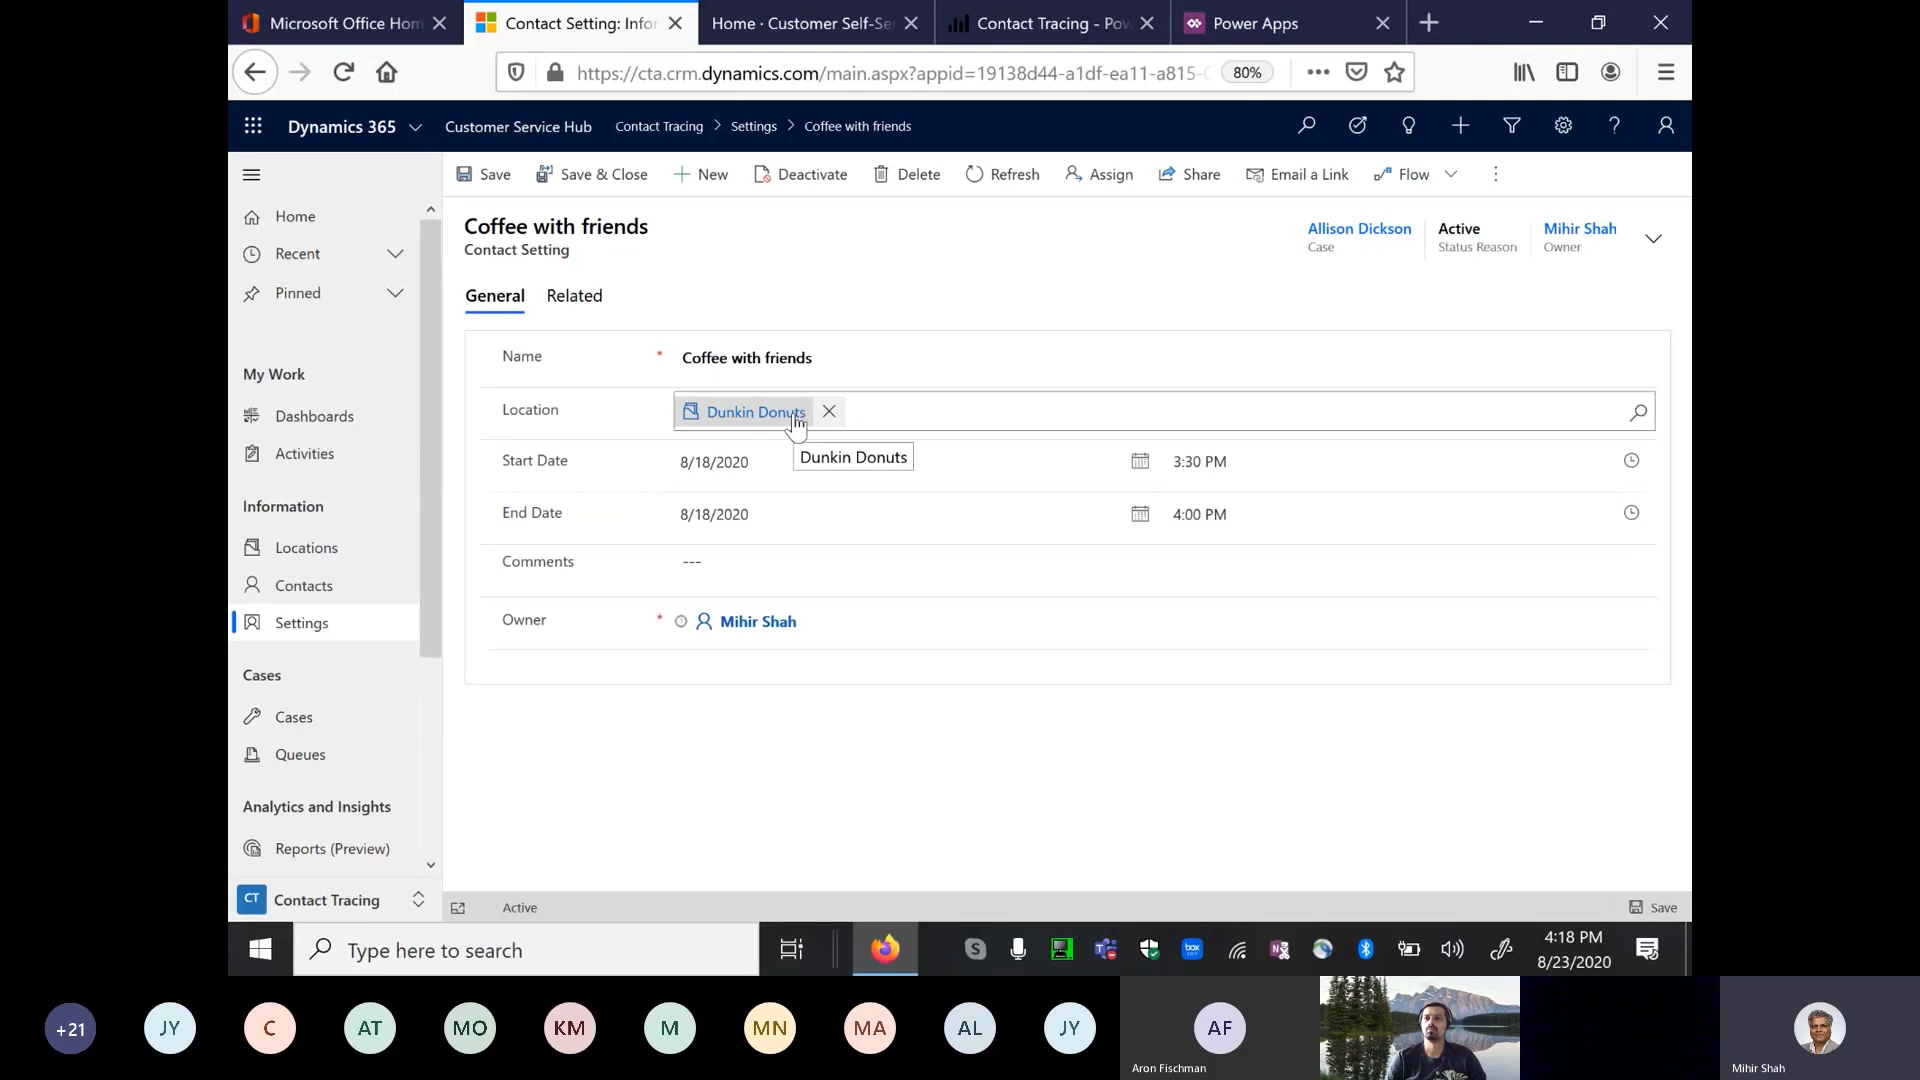 Microsoft Office Hom
Contact Setting: Infor
Home · Customer Self-Se
Contact Tracing - Pow
Power Apps
https://cta.crm.dynamics.com/main.aspx?appid=19138d44-a1df-ea11-a815-
80%
Dynamics 365
Customer Service Hub
Contact Tracing > Settings > Coffee with friends
Save
Save & Close
New
Deactivate
Delete
Refresh
Assign
Share
Email a Link
Flow
Home
Recent
Pinned
My Work
Dashboards
Activities
Information
Locations
Contacts
Settings
Cases
Cases
Queues
Analytics and Insights
Reports (Preview)
CT Contact Tracing
Coffee with friends
Contact Setting
Allison Dickson
Case
Active
Status Reason
Mihir Shah
Owner
General
Related
Name * Coffee with friends
Location Dunkin Donuts
Dunkin Donuts
Start Date 8/18/2020 3:30 PM
End Date 8/18/2020 4:00 PM
Comments ---
Owner * Mihir Shah
Active
Save
Type here to search
4:18 PM
8/23/2020
+21
JY
C
AT
MO
KM
M
MN
MA
AL
JY
AF
Aron Fischman
Mihir Shah